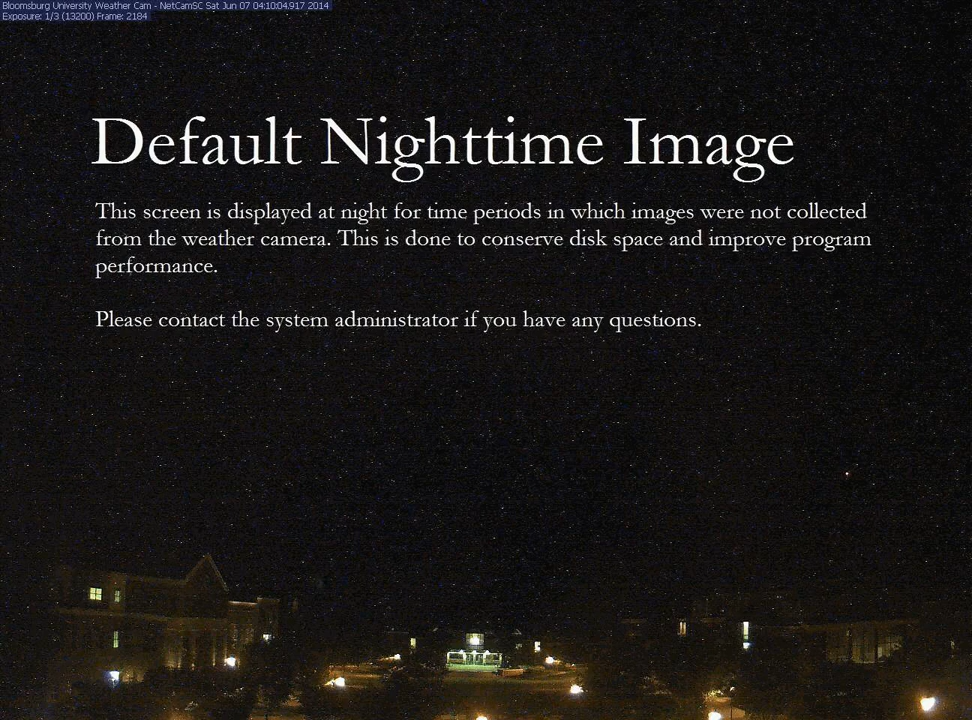 Bloomsburg University Weather Cam - NetCamSC Sat Jun 07 04:10:04.917 2014
Exposure: 1/3 (13200) Frame: 2184
Default Nighttime Image
This screen is displayed at night for time periods in which images were not collected
from the weather camera. This is done to conserve disk space and improve program
performance.
Please contact the system administrator if you have any questions.